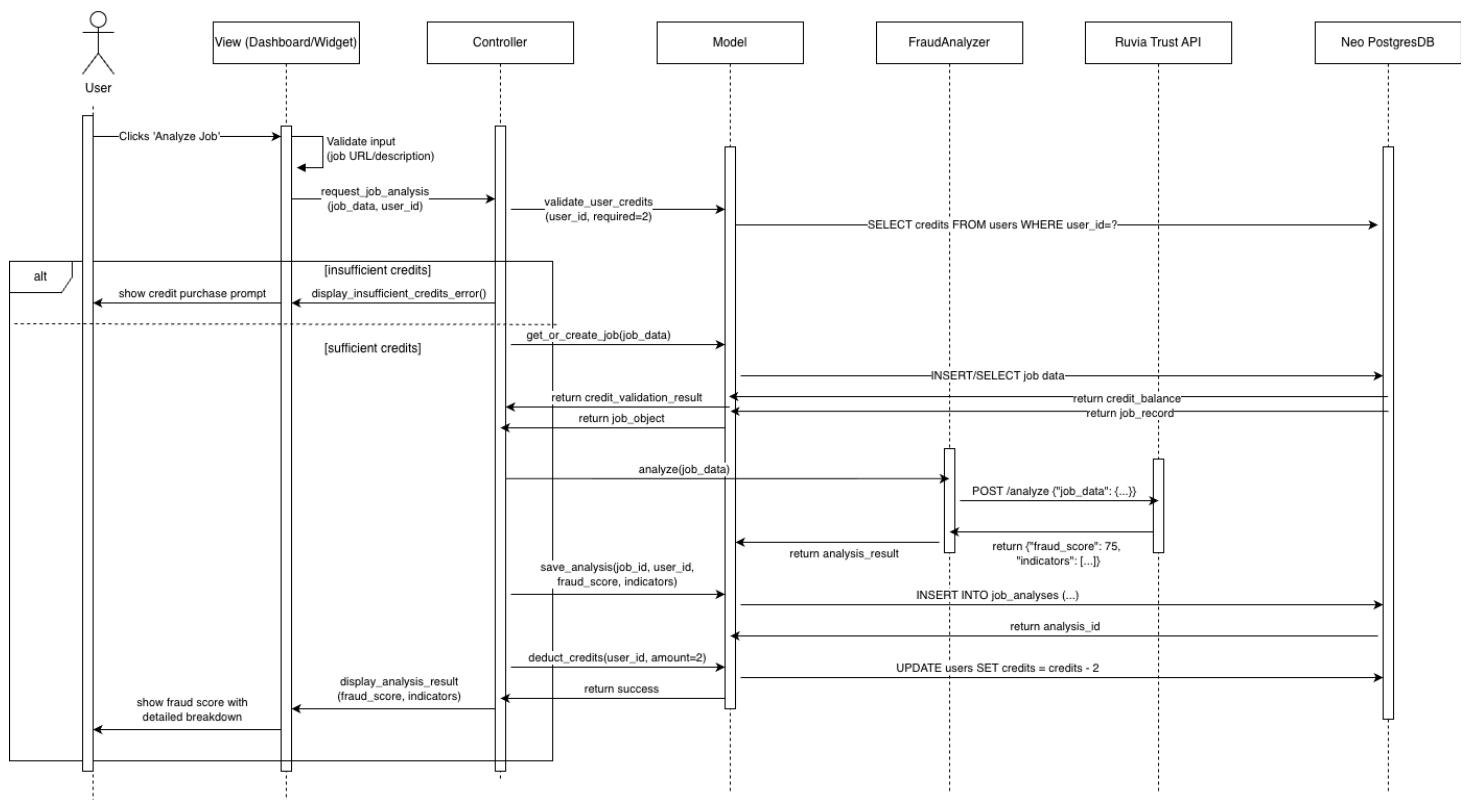 View (Dashboard/Widget)
Controller
Model
FraudAnalyzer
Ruvia Trust API
Neo PostgresDB
User
Clicks 'Analyze Job'
Validate input
(job URL/description)
request_job_analysis
(job_data, user_id)
validate_user_credits
(user_id, required=2)
SELECT credits FROM users WHERE user_id=?
alt
[insufficient credits]
show credit purchase prompt
display_insufficient_credits_error()
get_or_create_job(job_data)
[sufficient credits]
INSERT/SELECT job data
return credit_validation_result
return credit_balance
return job_record
return job_object
analyze(job_data)
POST /analyze {"job_data": {...}}
return {"fraud_score": 75,
"indicators": [...]}
return analysis_result
save_analysis(job_id, user_id,
fraud_score, indicators)
INSERT INTO job_analyses (...)
return analysis_id
deduct_credits(user_id, amount=2)
UPDATE users SET credits = credits - 2
return success
display_analysis_result
(fraud_score, indicators)
show fraud score with
detailed breakdown